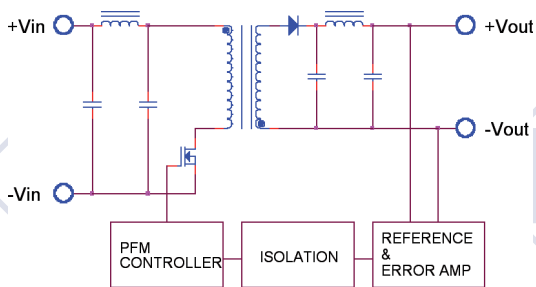 +Vin
+Vout
-Vout
-Vin
PFM
CONTROLLER
ISOLATION
REFERENCE
&
ERROR AMP